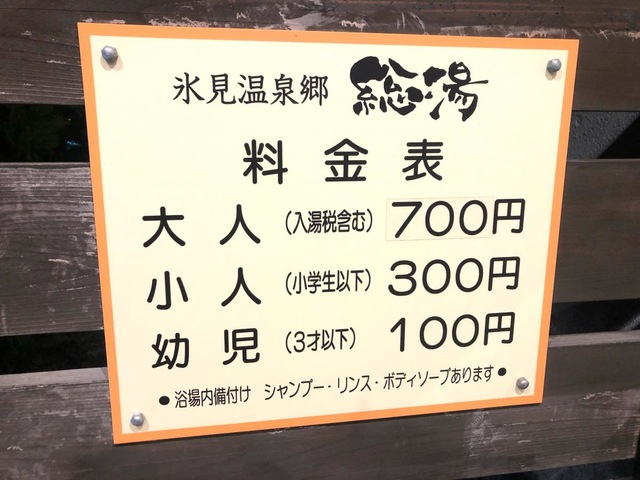 氷見温泉郷 総湯
料金表
大人（入湯税含む）700円
小人（小学生以下）300円
幼児（3才以下）100円
●浴場内備付け シャンプー・リンス・ボディソープあります●